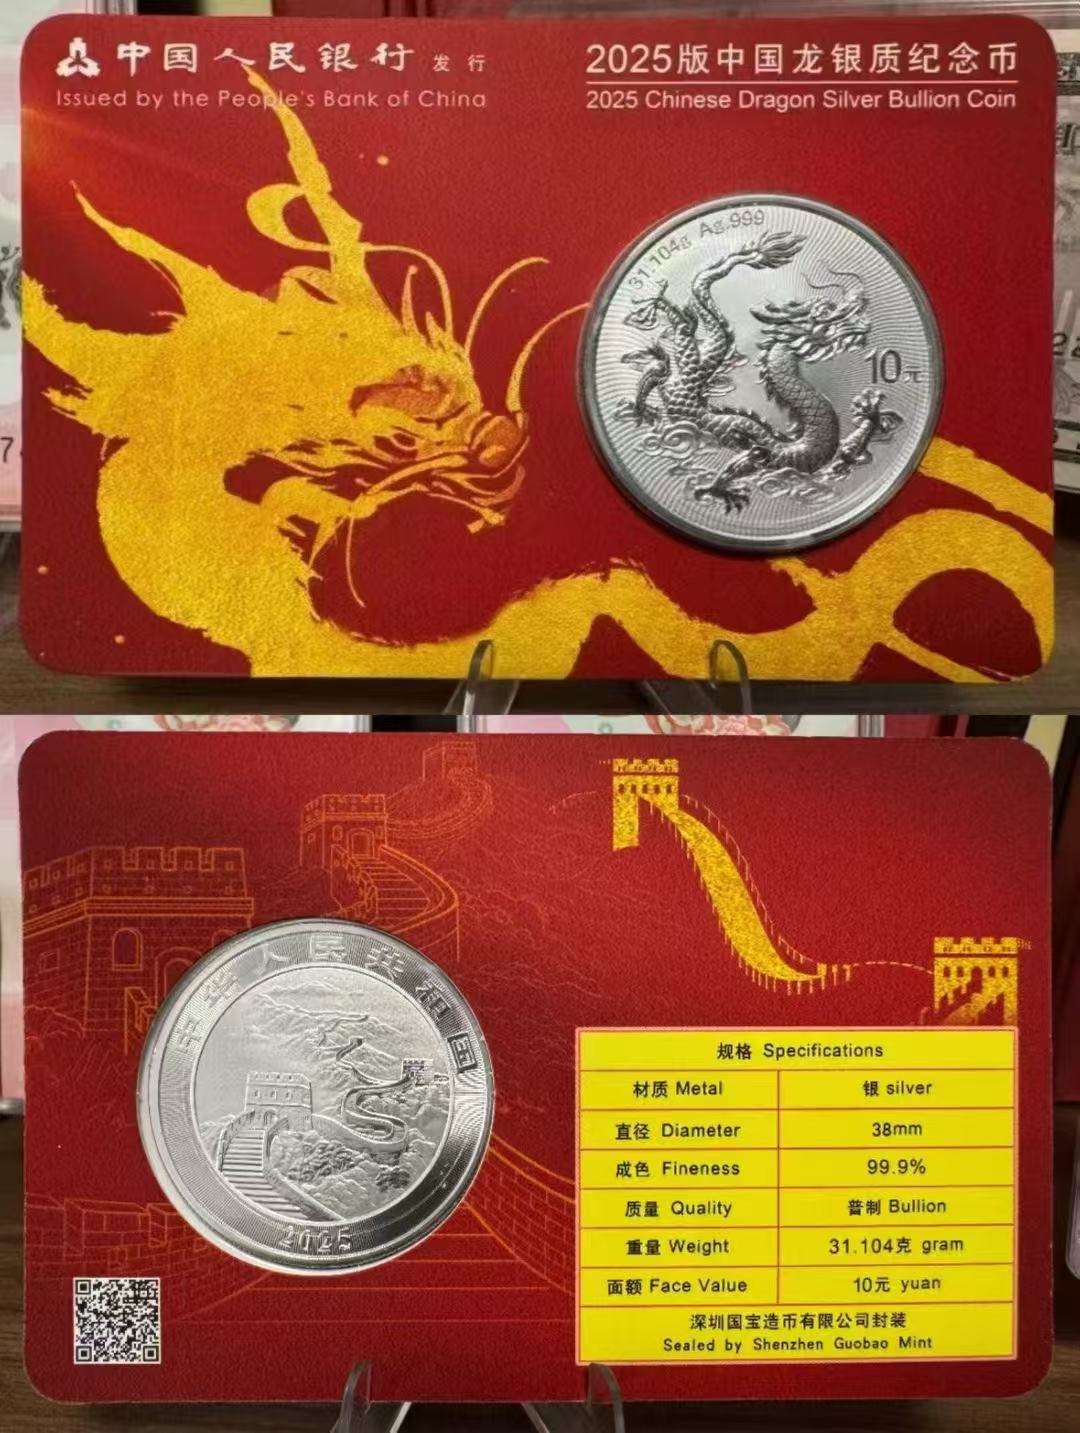 中国人民银行 发行
Issued by the People's Bank of China
2025版中国龙银质纪念币
2025 Chinese Dragon Silver Bullion Coin
31.104g Ag.999
10元
中华人民共和国
2025
规格 Specifications
材质 Metal 银 silver
直径 Diameter 38mm
成色 Fineness 99.9%
质量 Quality 普制 Bullion
重量 Weight 31.104克 gram
面额 Face Value 10元 yuan
深圳国宝造币有限公司封装
Sealed by Shenzhen Guobao Mint